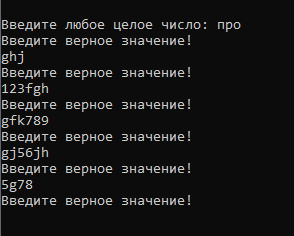 Введите любое целое число: про
Введите верное значение!
ghj
Введите верное значение!
123fgh
Введите верное значение!
gfk789
Введите верное значение!
gj56jh
Введите верное значение!
5g78
Введите верное значение!